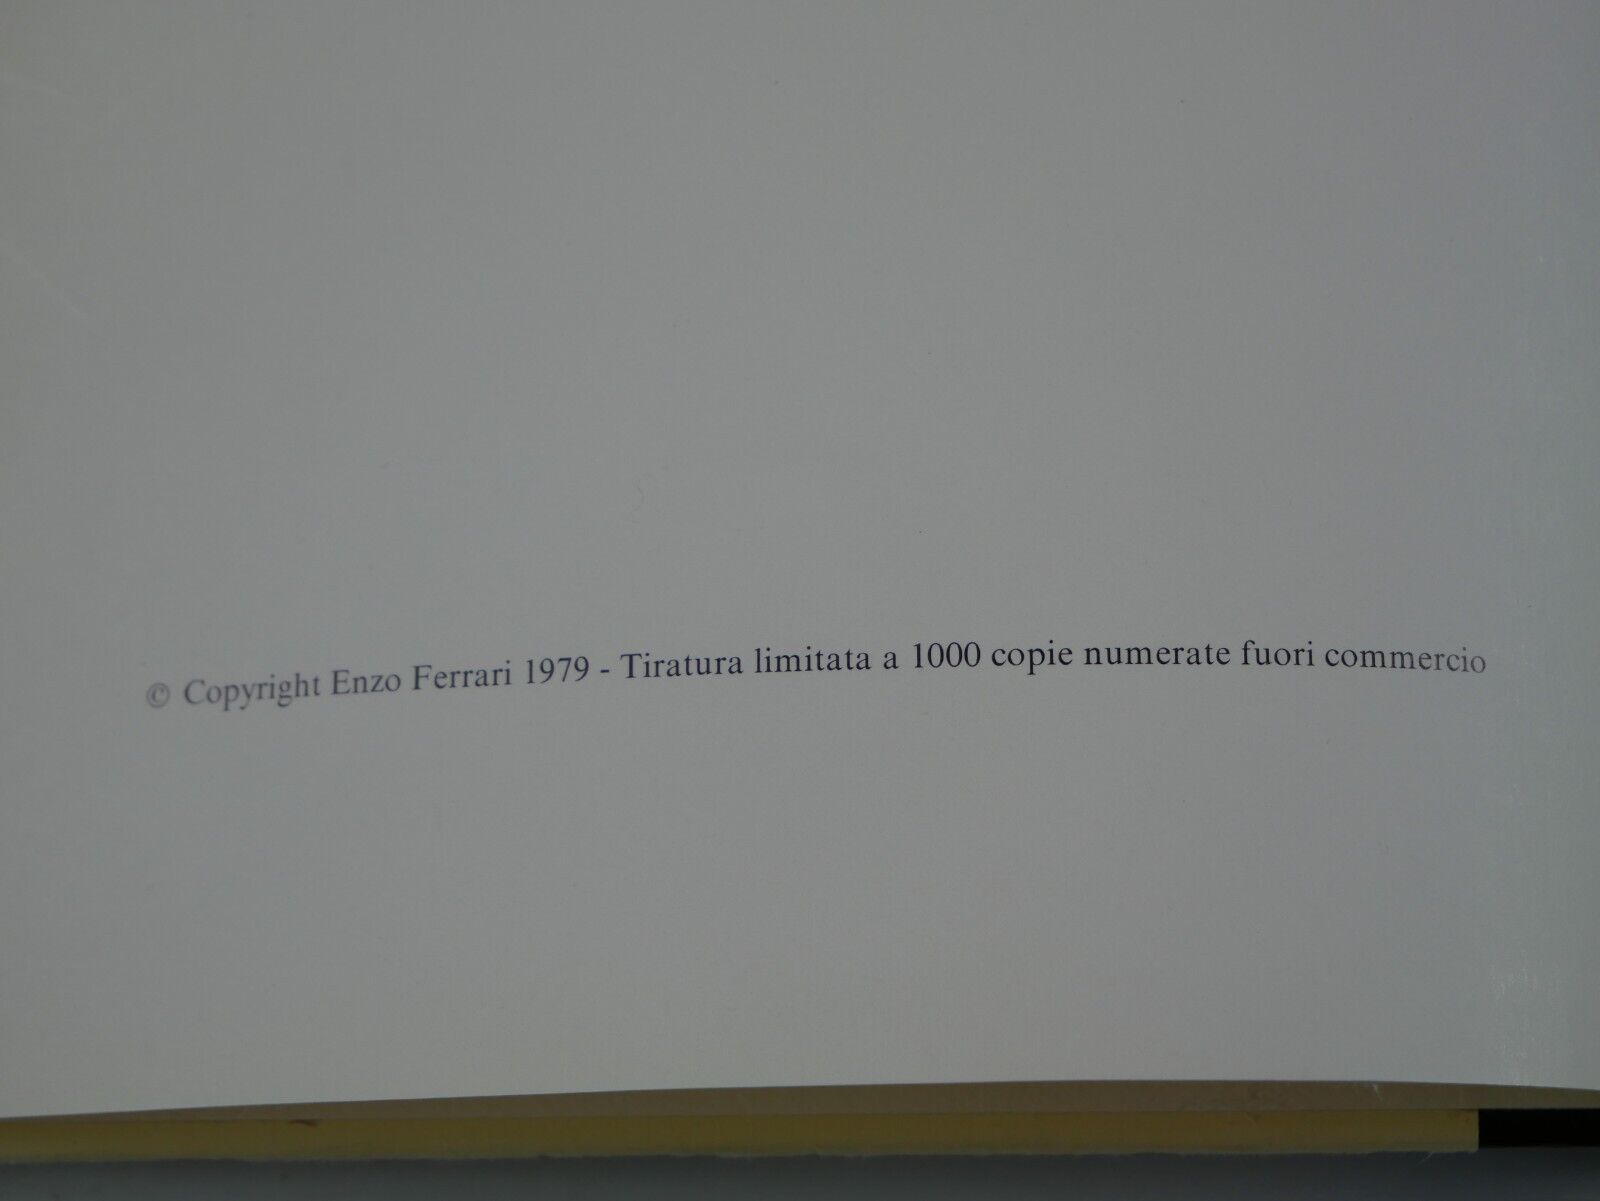 © Copyright Enzo Ferrari 1979 - Tiratura limitata a 1000 copie numerate fuori commercio